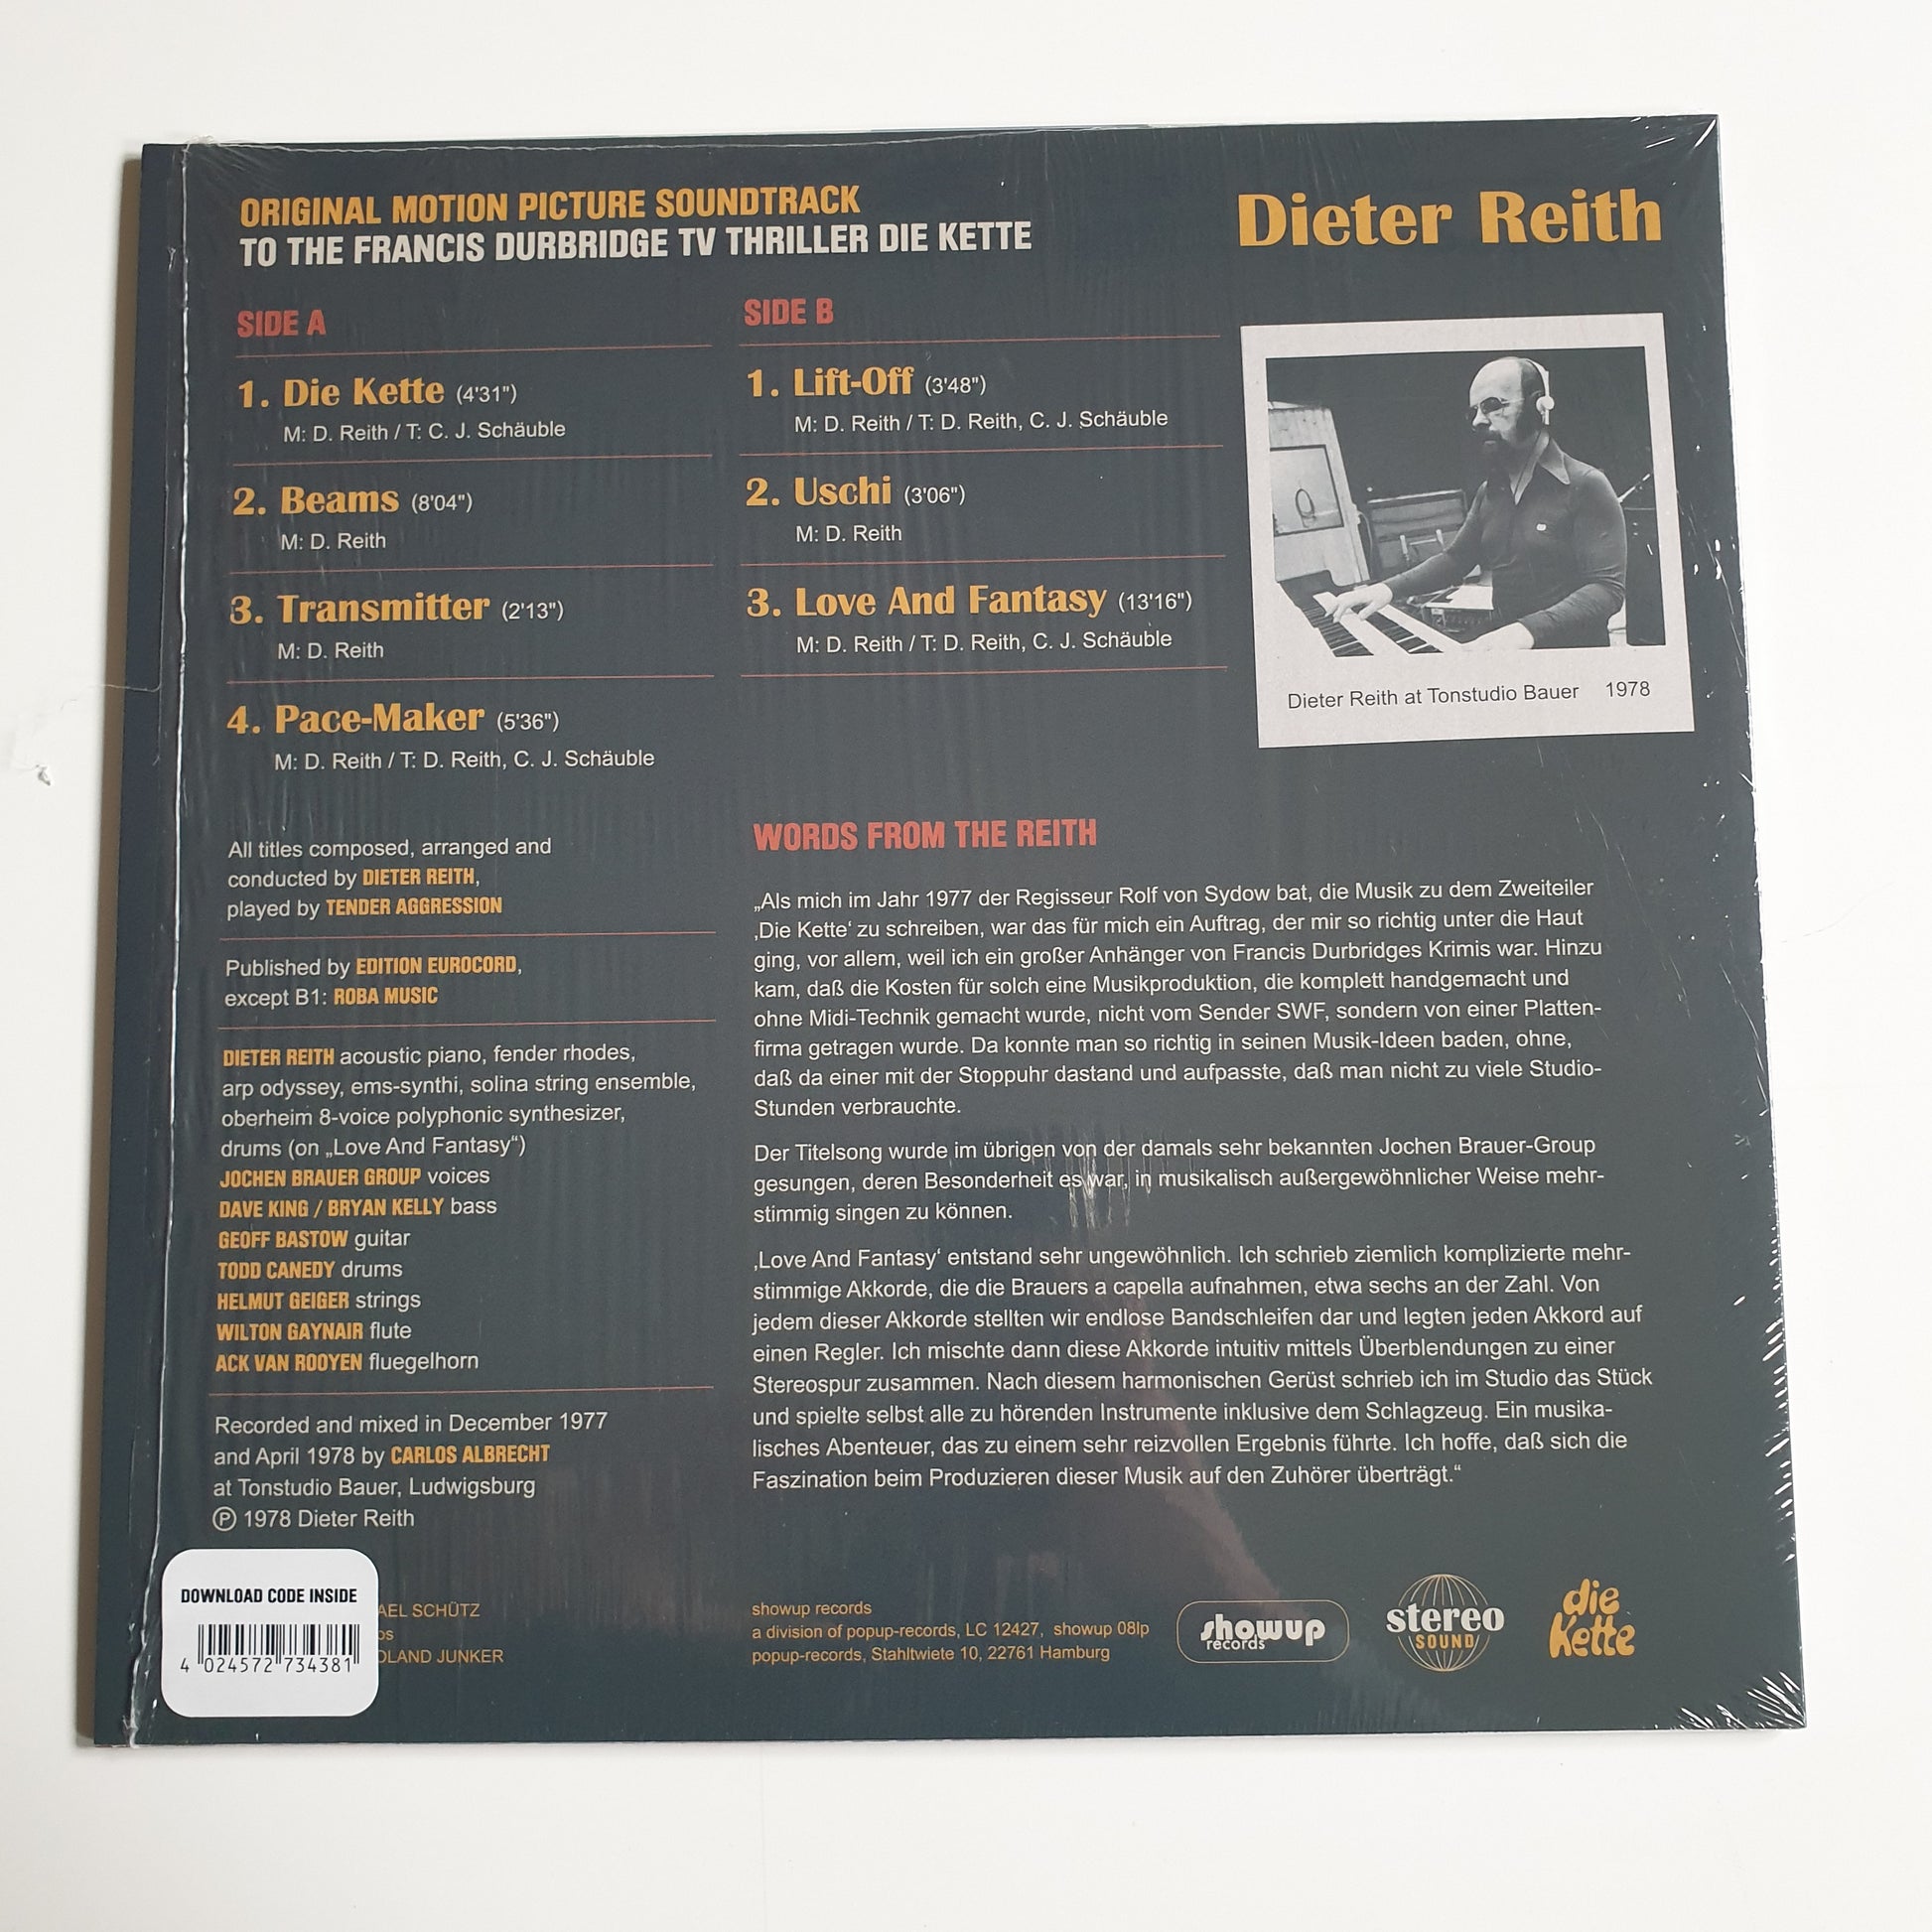 ORIGINAL MOTION PICTURE SOUNDTRACK
TO THE FRANCIS DURBRIDGE TV THRILLER DIE KETTE
Dieter Reith
SIDE A
1. Die Kette (4'31")
M: D. Reith / T: C. J. Schäuble
2. Beams (8'04")
M: D. Reith
3. Transmitter (2'13")
M: D. Reith
4. Pace-Maker (5'36")
M: D. Reith / T: D. Reith, C. J. Schäuble
SIDE B
1. Lift-Off (3'48")
M: D. Reith / T: D. Reith, C. J. Schäuble
2. Uschi (3'06")
M: D. Reith
3. Love And Fantasy (13'16")
M: D. Reith / T: D. Reith, C. J. Schäuble
Dieter Reith at Tonstudio Bauer 1978
All titles composed, arranged and
conducted by DIETER REITH,
played by TENDER AGGRESSION
Published by EDITION EUROCORD,
except B1: ROBA MUSIC
DIETER REITH acoustic piano, fender rhodes,
arp odyssey, ems-synthi, solina string ensemble,
oberheim 8-voice polyphonic synthesizer,
drums (on „Love And Fantasy“)
JOCHEN BRAUER GROUP voices
DAVE KING / BRYAN KELLY bass
GEOFF BASTOW guitar
TODD CANEDY drums
HELMUT GEIGER strings
WILTON GAYNAIR flute
ACK VAN ROOYEN fluegelhorn
Recorded and mixed in December 1977
and April 1978 by CARLOS ALBRECHT
at Tonstudio Bauer, Ludwigsburg
℗ 1978 Dieter Reith
WORDS FROM THE REITH
„Als mich im Jahr 1977 der Regisseur Rolf von Sydow bat, die Musik zu dem Zweiteiler
‚Die Kette‘ zu schreiben, war das für mich ein Auftrag, der mir so richtig unter die Haut
ging, vor allem, weil ich ein großer Anhänger von Francis Durbridges Krimis war. Hinzu
kam, daß die Kosten für solch eine Musikproduktion, die komplett handgemacht und
ohne Midi-Technik gemacht wurde, nicht vom Sender SWF, sondern von einer Platten-
firma getragen wurde. Da konnte man so richtig in seinen Musik-Ideen baden, ohne,
daß da einer mit der Stoppuhr dastand und aufpasste, daß man nicht zu viele Studio-
Stunden verbrauchte.
Der Titelsong wurde im übrigen von der damals sehr bekannten Jochen Brauer-Group
gesungen, deren Besonderheit es war, in musikalisch außergewöhnlicher Weise mehr-
stimmig singen zu können.
‚Love And Fantasy‘ entstand sehr ungewöhnlich. Ich schrieb ziemlich komplizierte mehr-
stimmige Akkorde, die die Brauers a capella aufnahmen, etwa sechs an der Zahl. Von
jedem dieser Akkorde stellten wir endlose Bandschleifen dar und legten jeden Akkord auf
einen Regler. Ich mischte dann diese Akkorde intuitiv mittels Überblendungen zu einer
Stereospur zusammen. Nach diesem harmonischen Gerüst schrieb ich im Studio das Stück
und spielte selbst alle zu hörenden Instrumente inklusive dem Schlagzeug. Ein musika-
lisches Abenteuer, das zu einem sehr reizvollen Ergebnis führte. Ich hoffe, daß sich die
Faszination beim Produzieren dieser Musik auf den Zuhörer überträgt.“
DOWNLOAD CODE INSIDE
4 024572 734381
SCHÜTZ
JUNKER
showup records
a division of popup-records, LC 12427, showup 08lp
popup-records, Stahltwiete 10, 22761 Hamburg
showup
records
stereo
SOUND
die
Kette